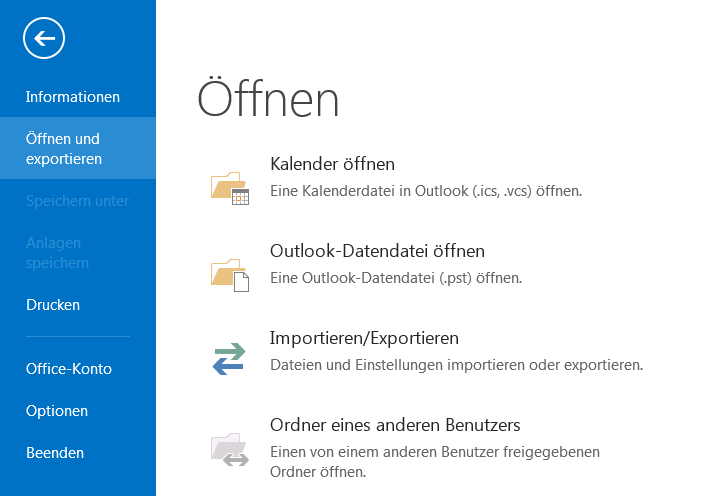 Informationen
Öffnen und
exportieren
Speichern unter
Anlagen
speichern
Drucken
Office-Konto
Optionen
Beenden
Öffnen
Kalender öffnen
Eine Kalenderdatei in Outlook (.ics, .vcs) öffnen.
Outlook-Datendatei öffnen
Eine Outlook-Datendatei (.pst) öffnen.
Importieren/Exportieren
Dateien und Einstellungen importieren oder exportieren.
Ordner eines anderen Benutzers
Einen von einem anderen Benutzer freigegebenen
Ordner öffnen.